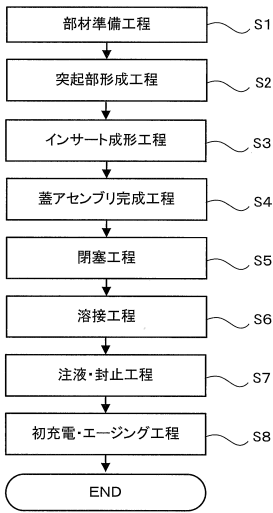 部材準備工程 S1
突起部形成工程 S2
インサート成形工程 S3
蓋アセンブリ完成工程 S4
閉塞工程 S5
溶接工程 S6
注液・封止工程 S7
初充電・エージング工程 S8
END